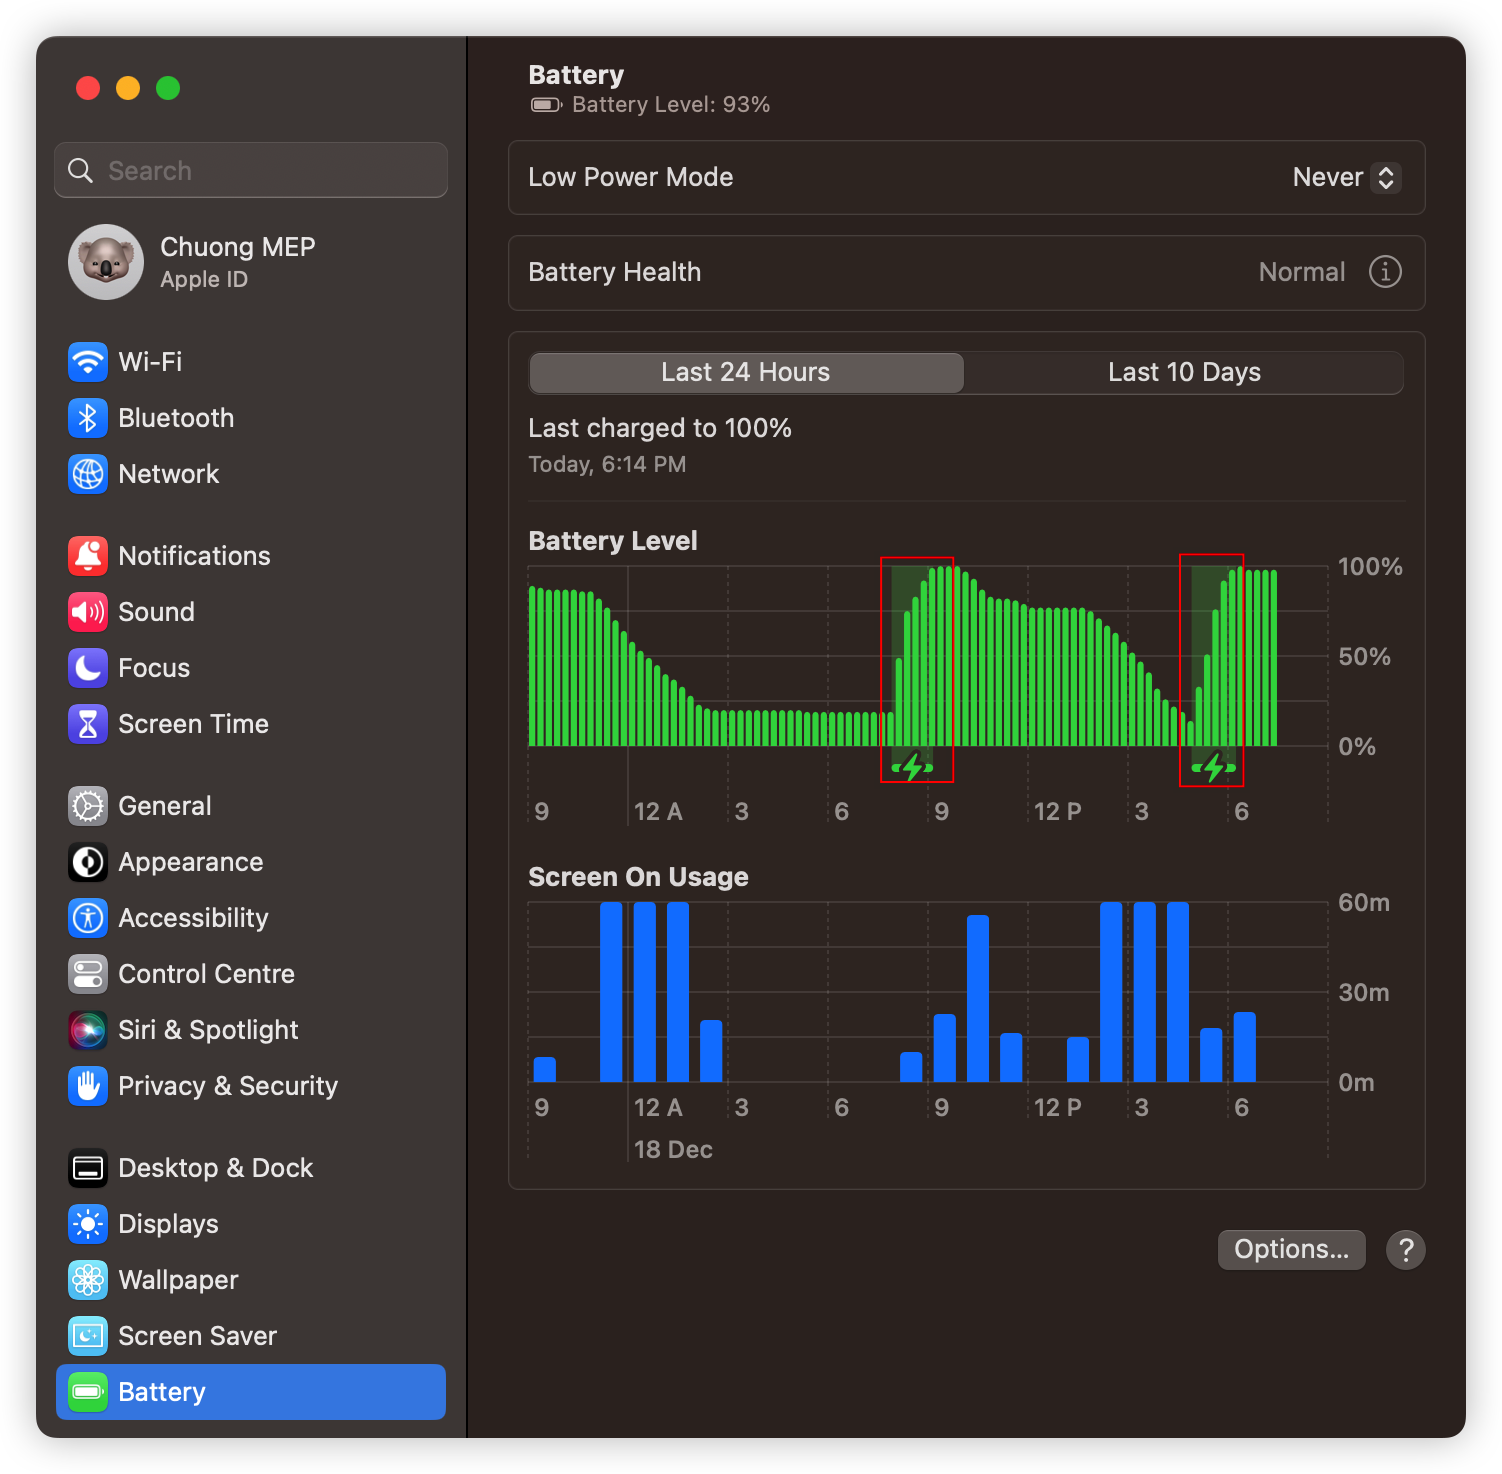 Search
Chuong MEP
Apple ID
Wi-Fi
Bluetooth
Network
Notifications
Sound
Focus
Screen Time
General
Appearance
Accessibility
Control Centre
Siri & Spotlight
Privacy & Security
Desktop & Dock
Displays
Wallpaper
Screen Saver
Battery
Battery
Battery Level: 93%
Low Power Mode Never
Battery Health Normal
Last 24 Hours Last 10 Days
Last charged to 100%
Today, 6:14 PM
Battery Level
100%
50%
0%
9 12 A 3 6 9 12 P 3 6
Screen On Usage
60m
30m
0m
9 12 A 3 6 9 12 P 3 6
18 Dec
Options... ?